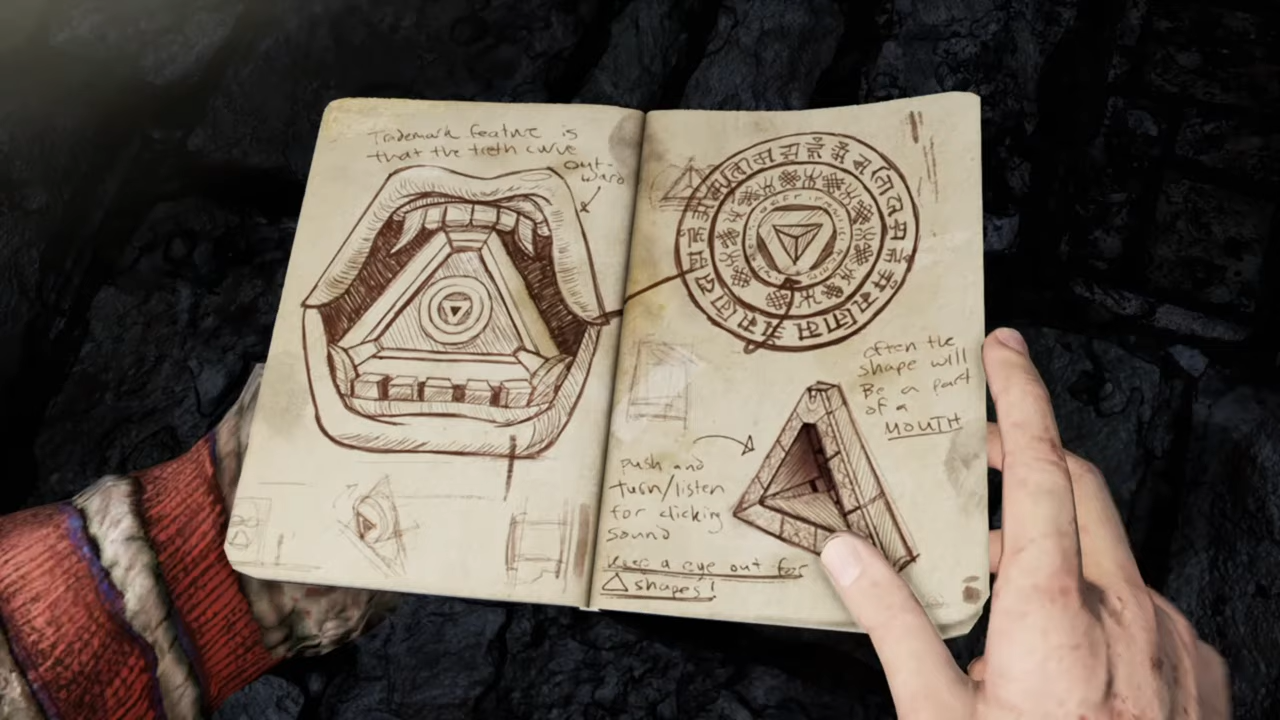 Trademark feature is
that the teeth curve
out-
ward
often the
shape will
Be a part
of a
MOUTH
push and
turn/listen
for clicking
sound
Keep a eye out for
△ shapes!